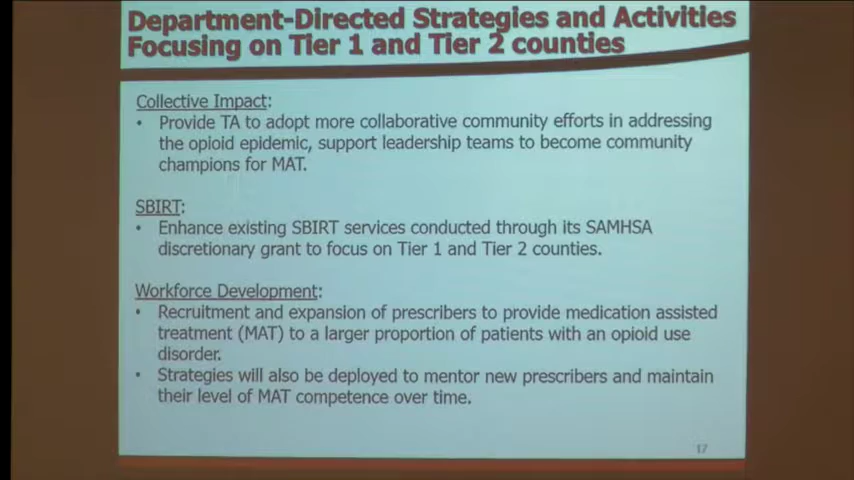 Department-Directed Strategies and Activities
Focusing on Tier 1 and Tier 2 counties
Collective Impact:
• Provide TA to adopt more collaborative community efforts in addressing
the opioid epidemic, support leadership teams to become community
champions for MAT.
SBIRT:
• Enhance existing SBIRT services conducted through its SAMHSA
discretionary grant to focus on Tier 1 and Tier 2 counties.
Workforce Development:
• Recruitment and expansion of prescribers to provide medication assisted
treatment (MAT) to a larger proportion of patients with an opioid use
disorder.
• Strategies will also be deployed to mentor new prescribers and maintain
their level of MAT competence over time.
17